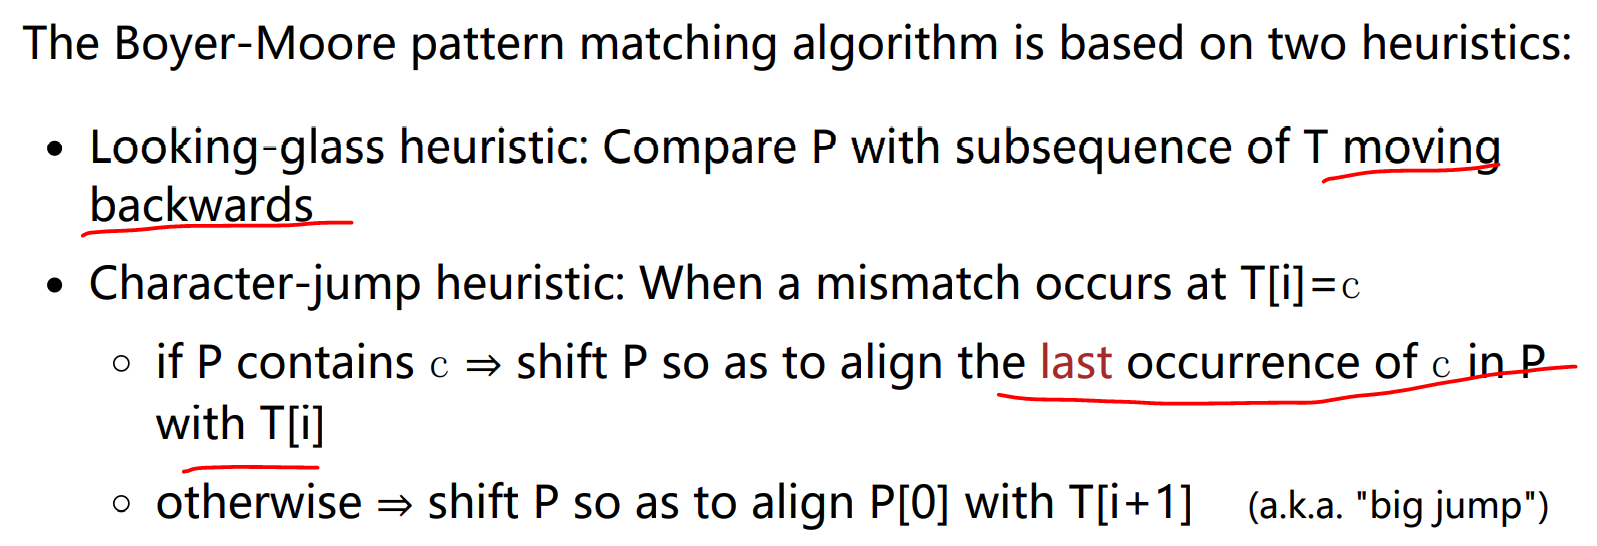 The Boyer-Moore pattern matching algorithm is based on two heuristics:
• Looking-glass heuristic: Compare P with subsequence of T moving
backwards
• Character-jump heuristic: When a mismatch occurs at T[i]=c
◦ if P contains c ⇒ shift P so as to align the last occurrence of c in P
with T[i]
◦ otherwise ⇒ shift P so as to align P[0] with T[i+1] (a.k.a. "big jump")